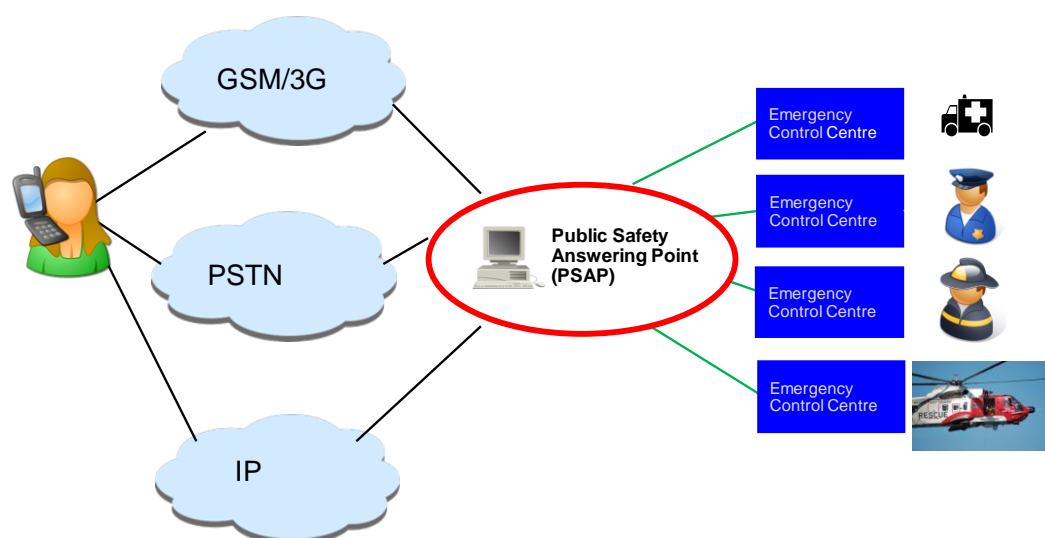 GSM/3G
PSTN
IP
Public Safety
Answering Point
(PSAP)
Emergency
Control Centre
Emergency
Control Centre
Emergency
Control Centre
Emergency
Control Centre
RESCUE